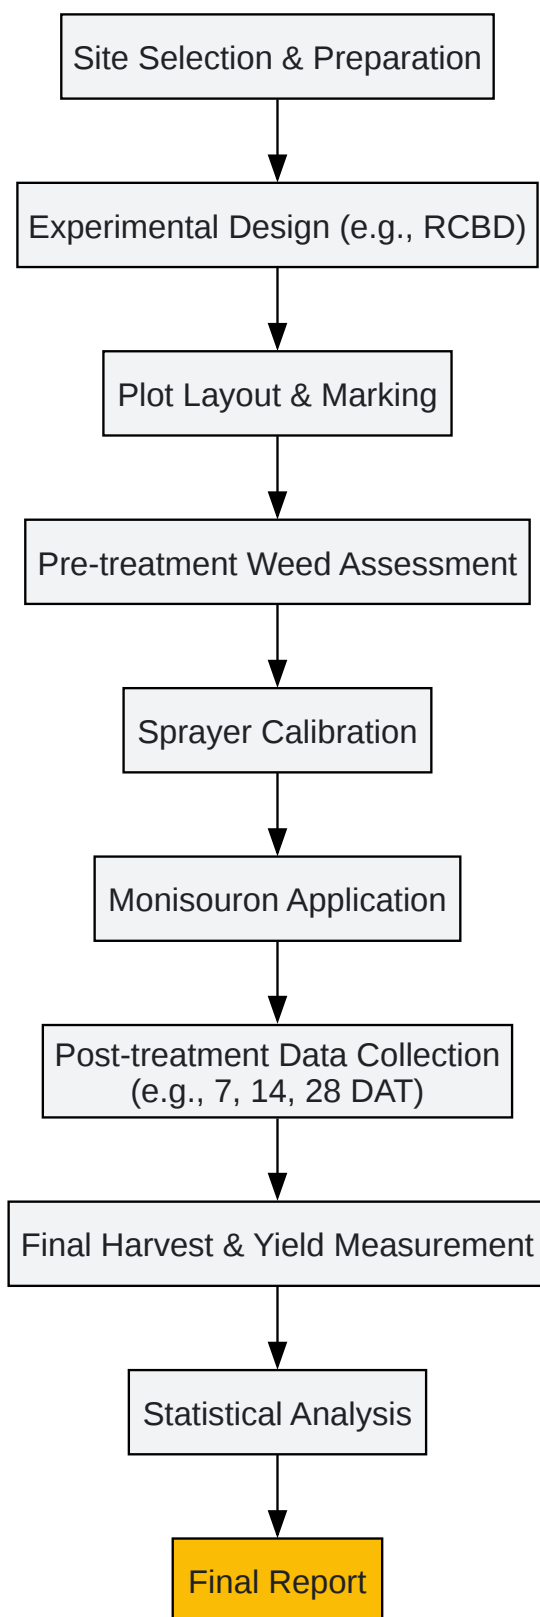 Site Selection & Preparation
Experimental Design (e.g., RCBD)
Plot Layout & Marking
Pre-treatment Weed Assessment
Sprayer Calibration
Monisouron Application
Post-treatment Data Collection
(e.g., 7, 14, 28 DAT)
Final Harvest & Yield Measurement
Statistical Analysis
Final Report